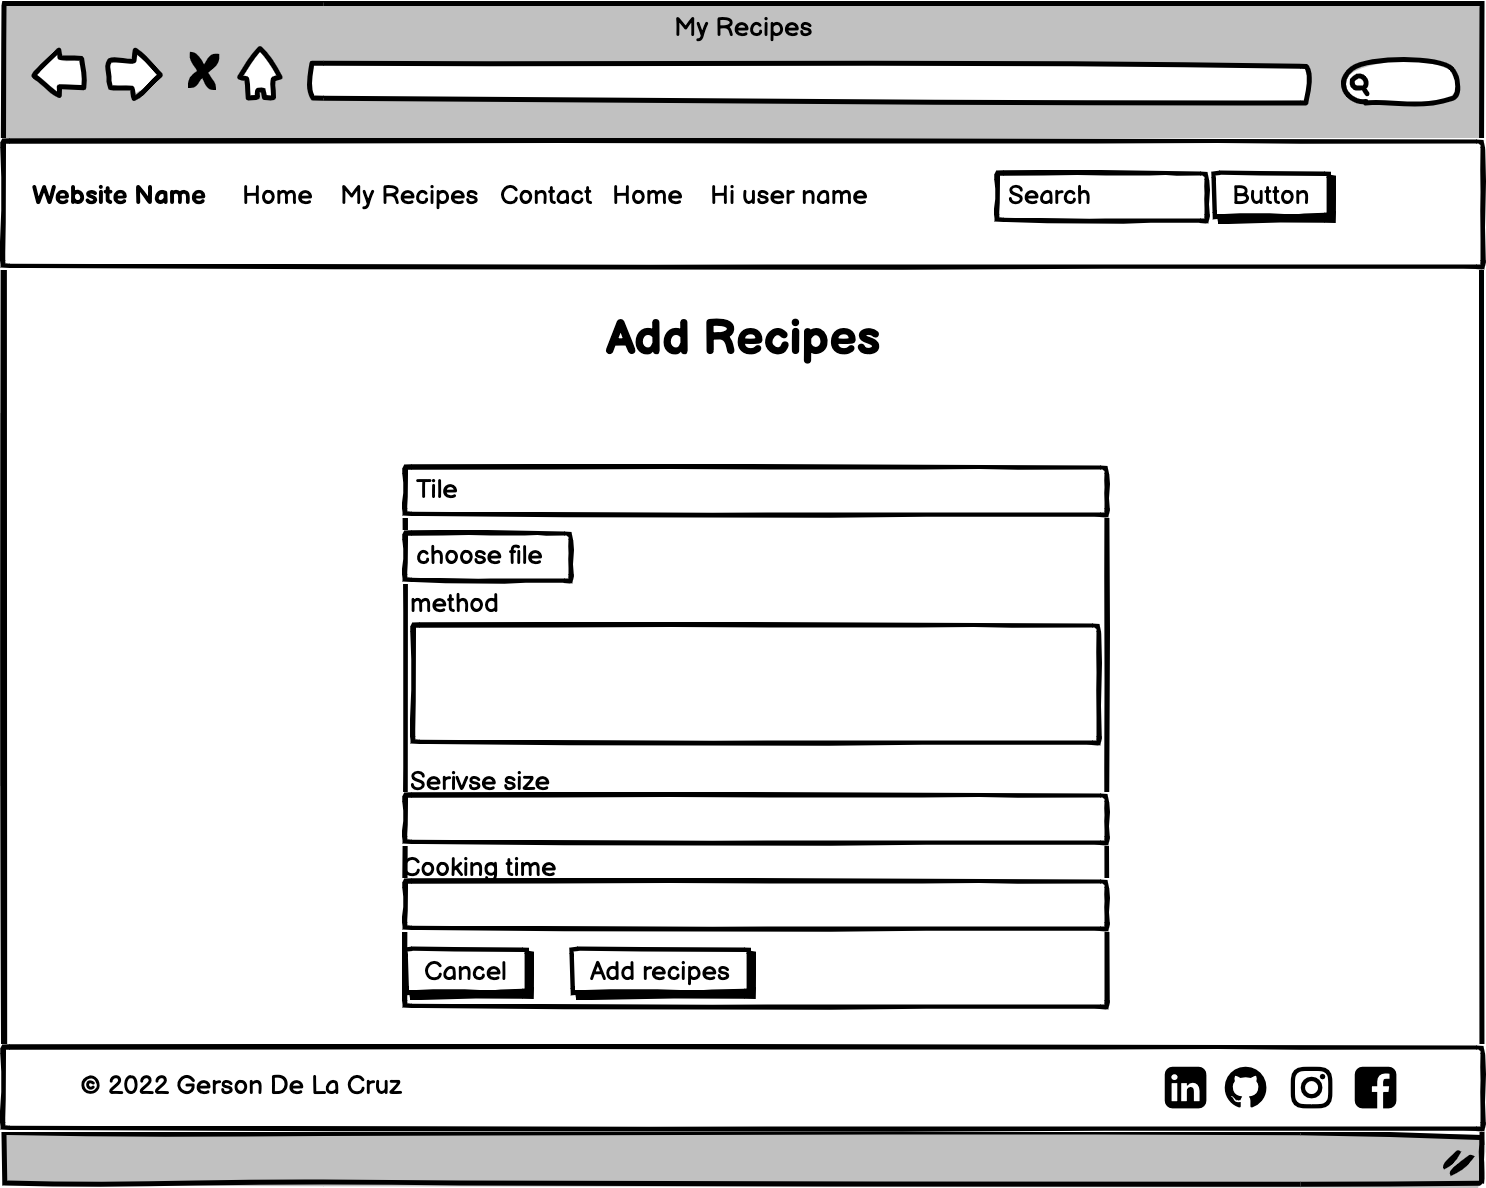 My Recipes
Website Name Home My Recipes Contact Home Hi user name Search Button
Add Recipes
Tile
choose file
method
Serivse size
Cooking time
Cancel Add recipes
© 2022 Gerson De La Cruz in